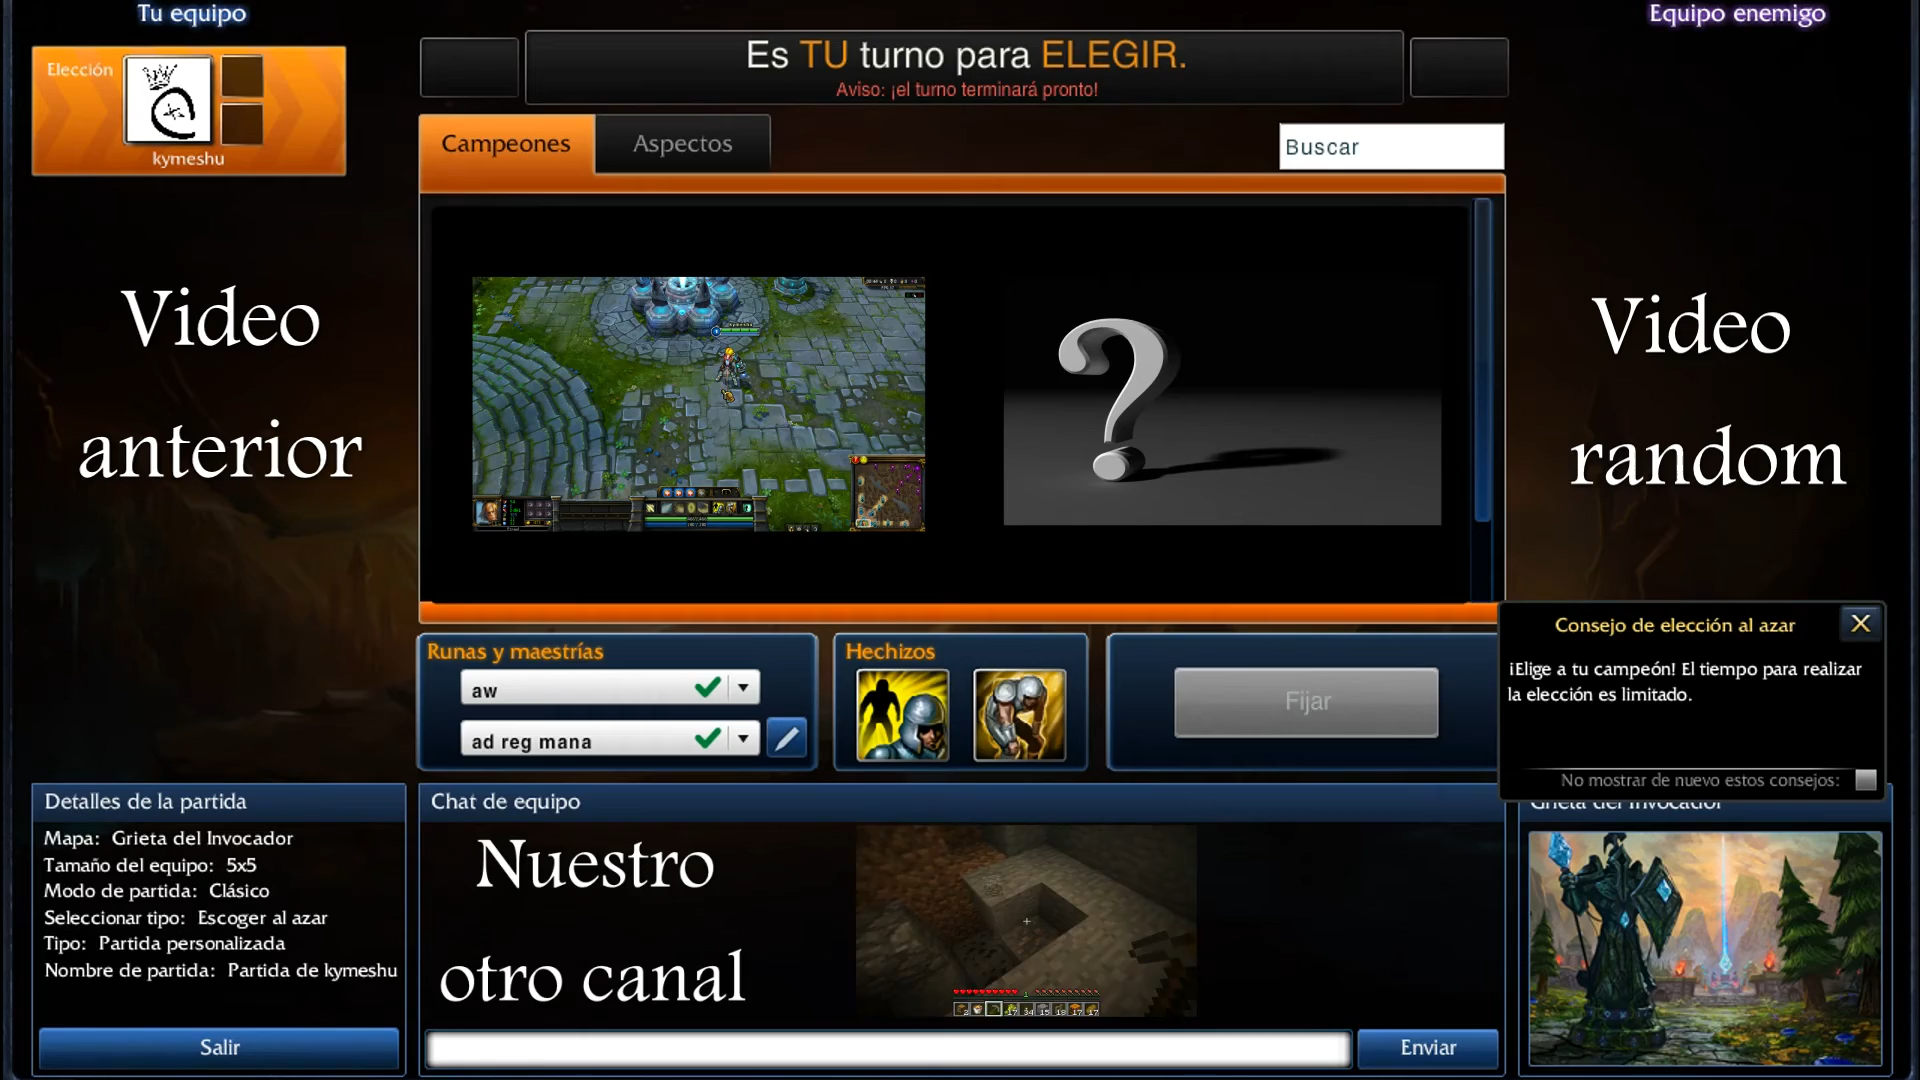 Tu equipo
Equipo enemigo
Elección
kymeshu
Es TU turno para ELEGIR.
Aviso: ¡el turno terminará pronto!
Campeones
Aspectos
Buscar
Video
anterior
Video
random
Runas y maestrías
aw
ad reg mana
Hechizos
Fijar
Consejo de elección al azar
X
¡Elige a tu campeón! El tiempo para realizar
la elección es limitado.
No mostrar de nuevo estos consejos:
Detalles de la partida
Mapa: Grieta del Invocador
Tamaño del equipo: 5x5
Modo de partida: Clásico
Seleccionar tipo: Escoger al azar
Tipo: Partida personalizada
Nombre de partida: Partida de kymeshu
Salir
Chat de equipo
Nuestro
otro canal
Enviar
Grieta del Invocador